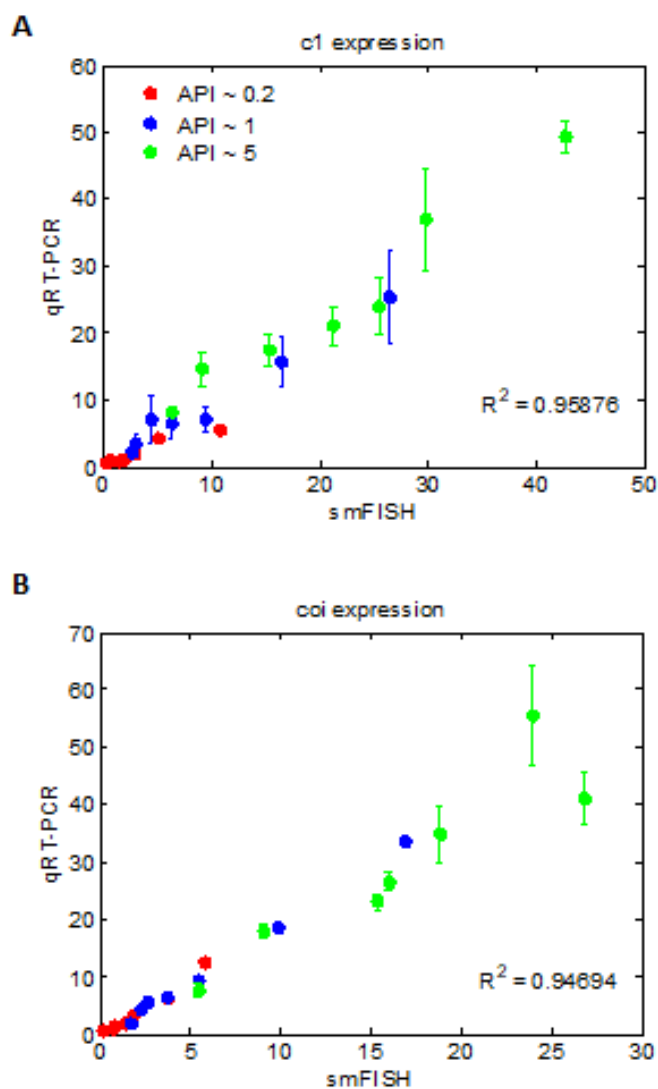 A
c1 expression
60
50
40
30
20
10
0
qRT-PCR
API ~ 0.2
API ~ 1
API ~ 5
R² = 0.95876
0 10 20 30 40 50
smFISH
B
coi expression
70
60
50
40
30
20
10
0
qRT-PCR
R² = 0.94694
0 5 10 15 20 25 30
smFISH